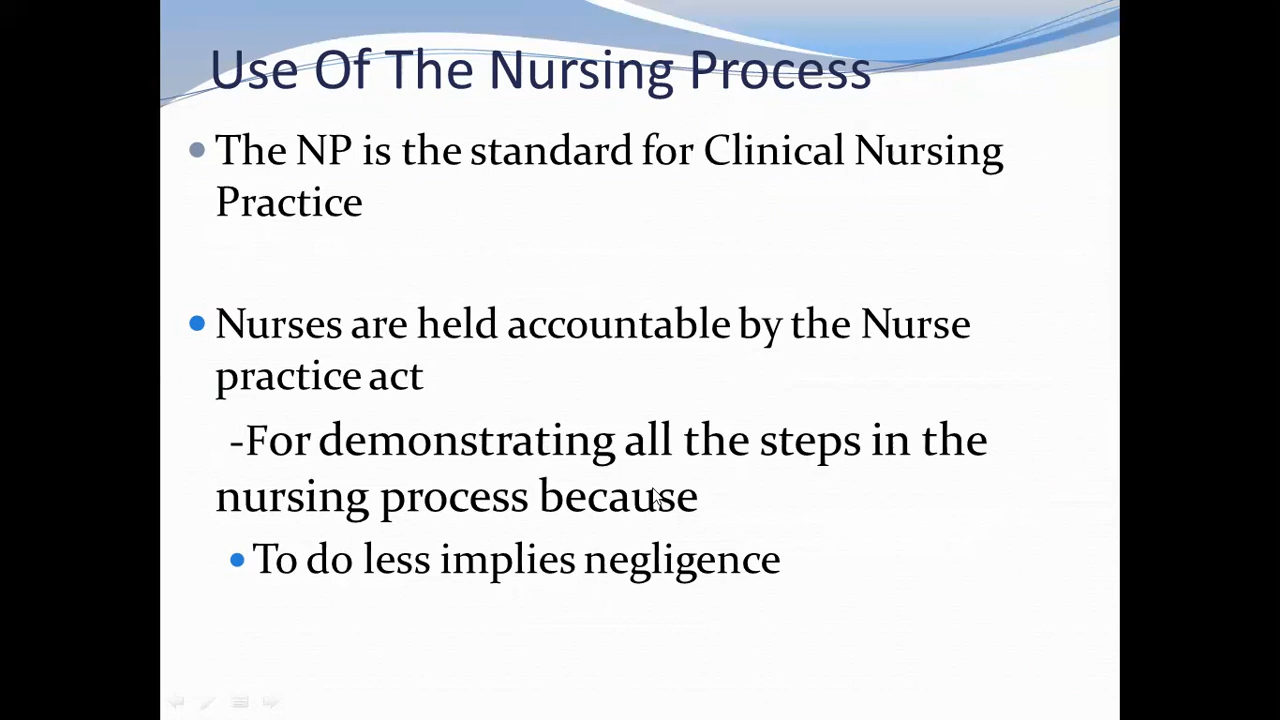 Use Of The Nursing Process
• The NP is the standard for Clinical Nursing
Practice
• Nurses are held accountable by the Nurse
practice act
-For demonstrating all the steps in the
nursing process because
• To do less implies negligence